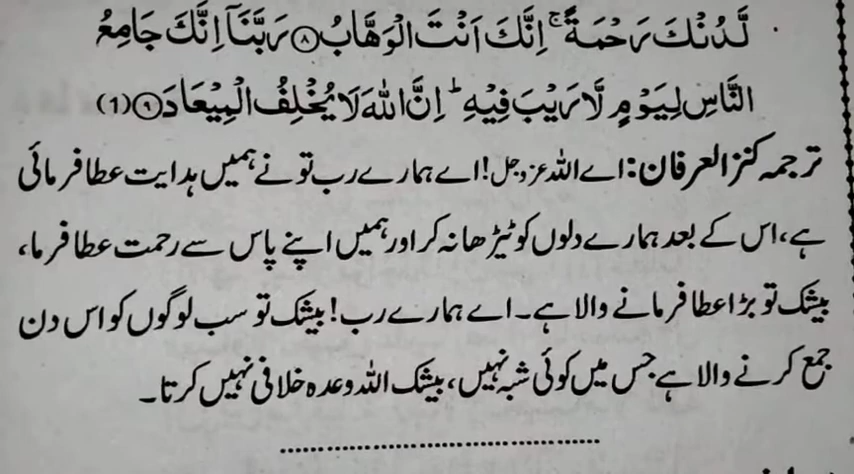 لَّدُنْكَ رَحْمَةًۚ اِنَّكَ اَنْتَ الْوَهَّابُ۝۸ رَبَّنَاۤ اِنَّكَ جَامِعُ
النَّاسِ لِیَوْمٍ لَّا رَیْبَ فِیْهِؕ اِنَّ اللّٰهَ لَا یُخْلِفُ الْمِیْعَادَ۝۹ (1)
ترجمہ کنزالعرفان: اے اللہ عزوجل! اے ہمارے رب تو نے ہمیں ہدایت عطا فرمائی
ہے، اس کے بعد ہمارے دلوں کو ٹیڑھا نہ کر اور ہمیں اپنے پاس سے رحمت عطا فرما،
بیشک تو بڑا عطا فرمانے والا ہے۔ اے ہمارے رب! بیشک تو سب لوگوں کو اس دن
جمع کرنے والا ہے جس میں کوئی شبہ نہیں، بیشک اللہ وعدہ خلافی نہیں کرتا۔